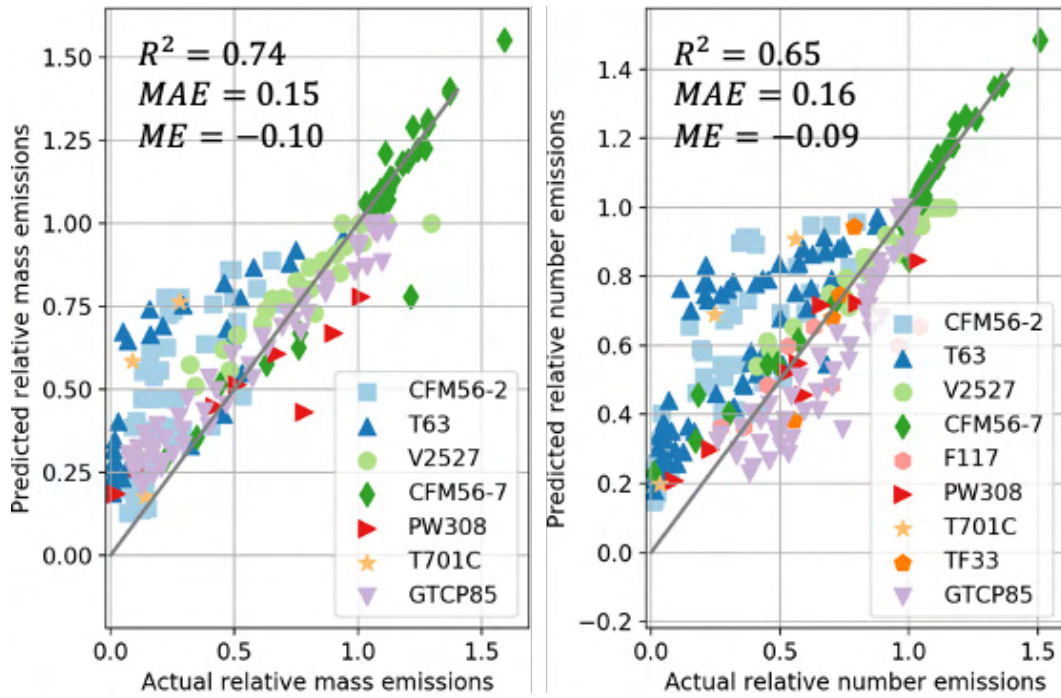 R² = 0.74
MAE = 0.15
ME = −0.10
Predicted relative mass emissions
1.50
1.25
1.00
0.75
0.50
0.25
0.00
CFM56-2
T63
V2527
CFM56-7
PW308
T701C
GTCP85
0.0
0.5
1.0
1.5
Actual relative mass emissions
R² = 0.65
MAE = 0.16
ME = −0.09
Predicted relative number emissions
1.4
1.2
1.0
0.8
0.6
0.4
0.2
0.0
−0.2
CFM56-2
T63
V2527
CFM56-7
F117
PW308
T701C
TF33
GTCP85
0.0
0.5
1.0
1.5
Actual relative number emissions